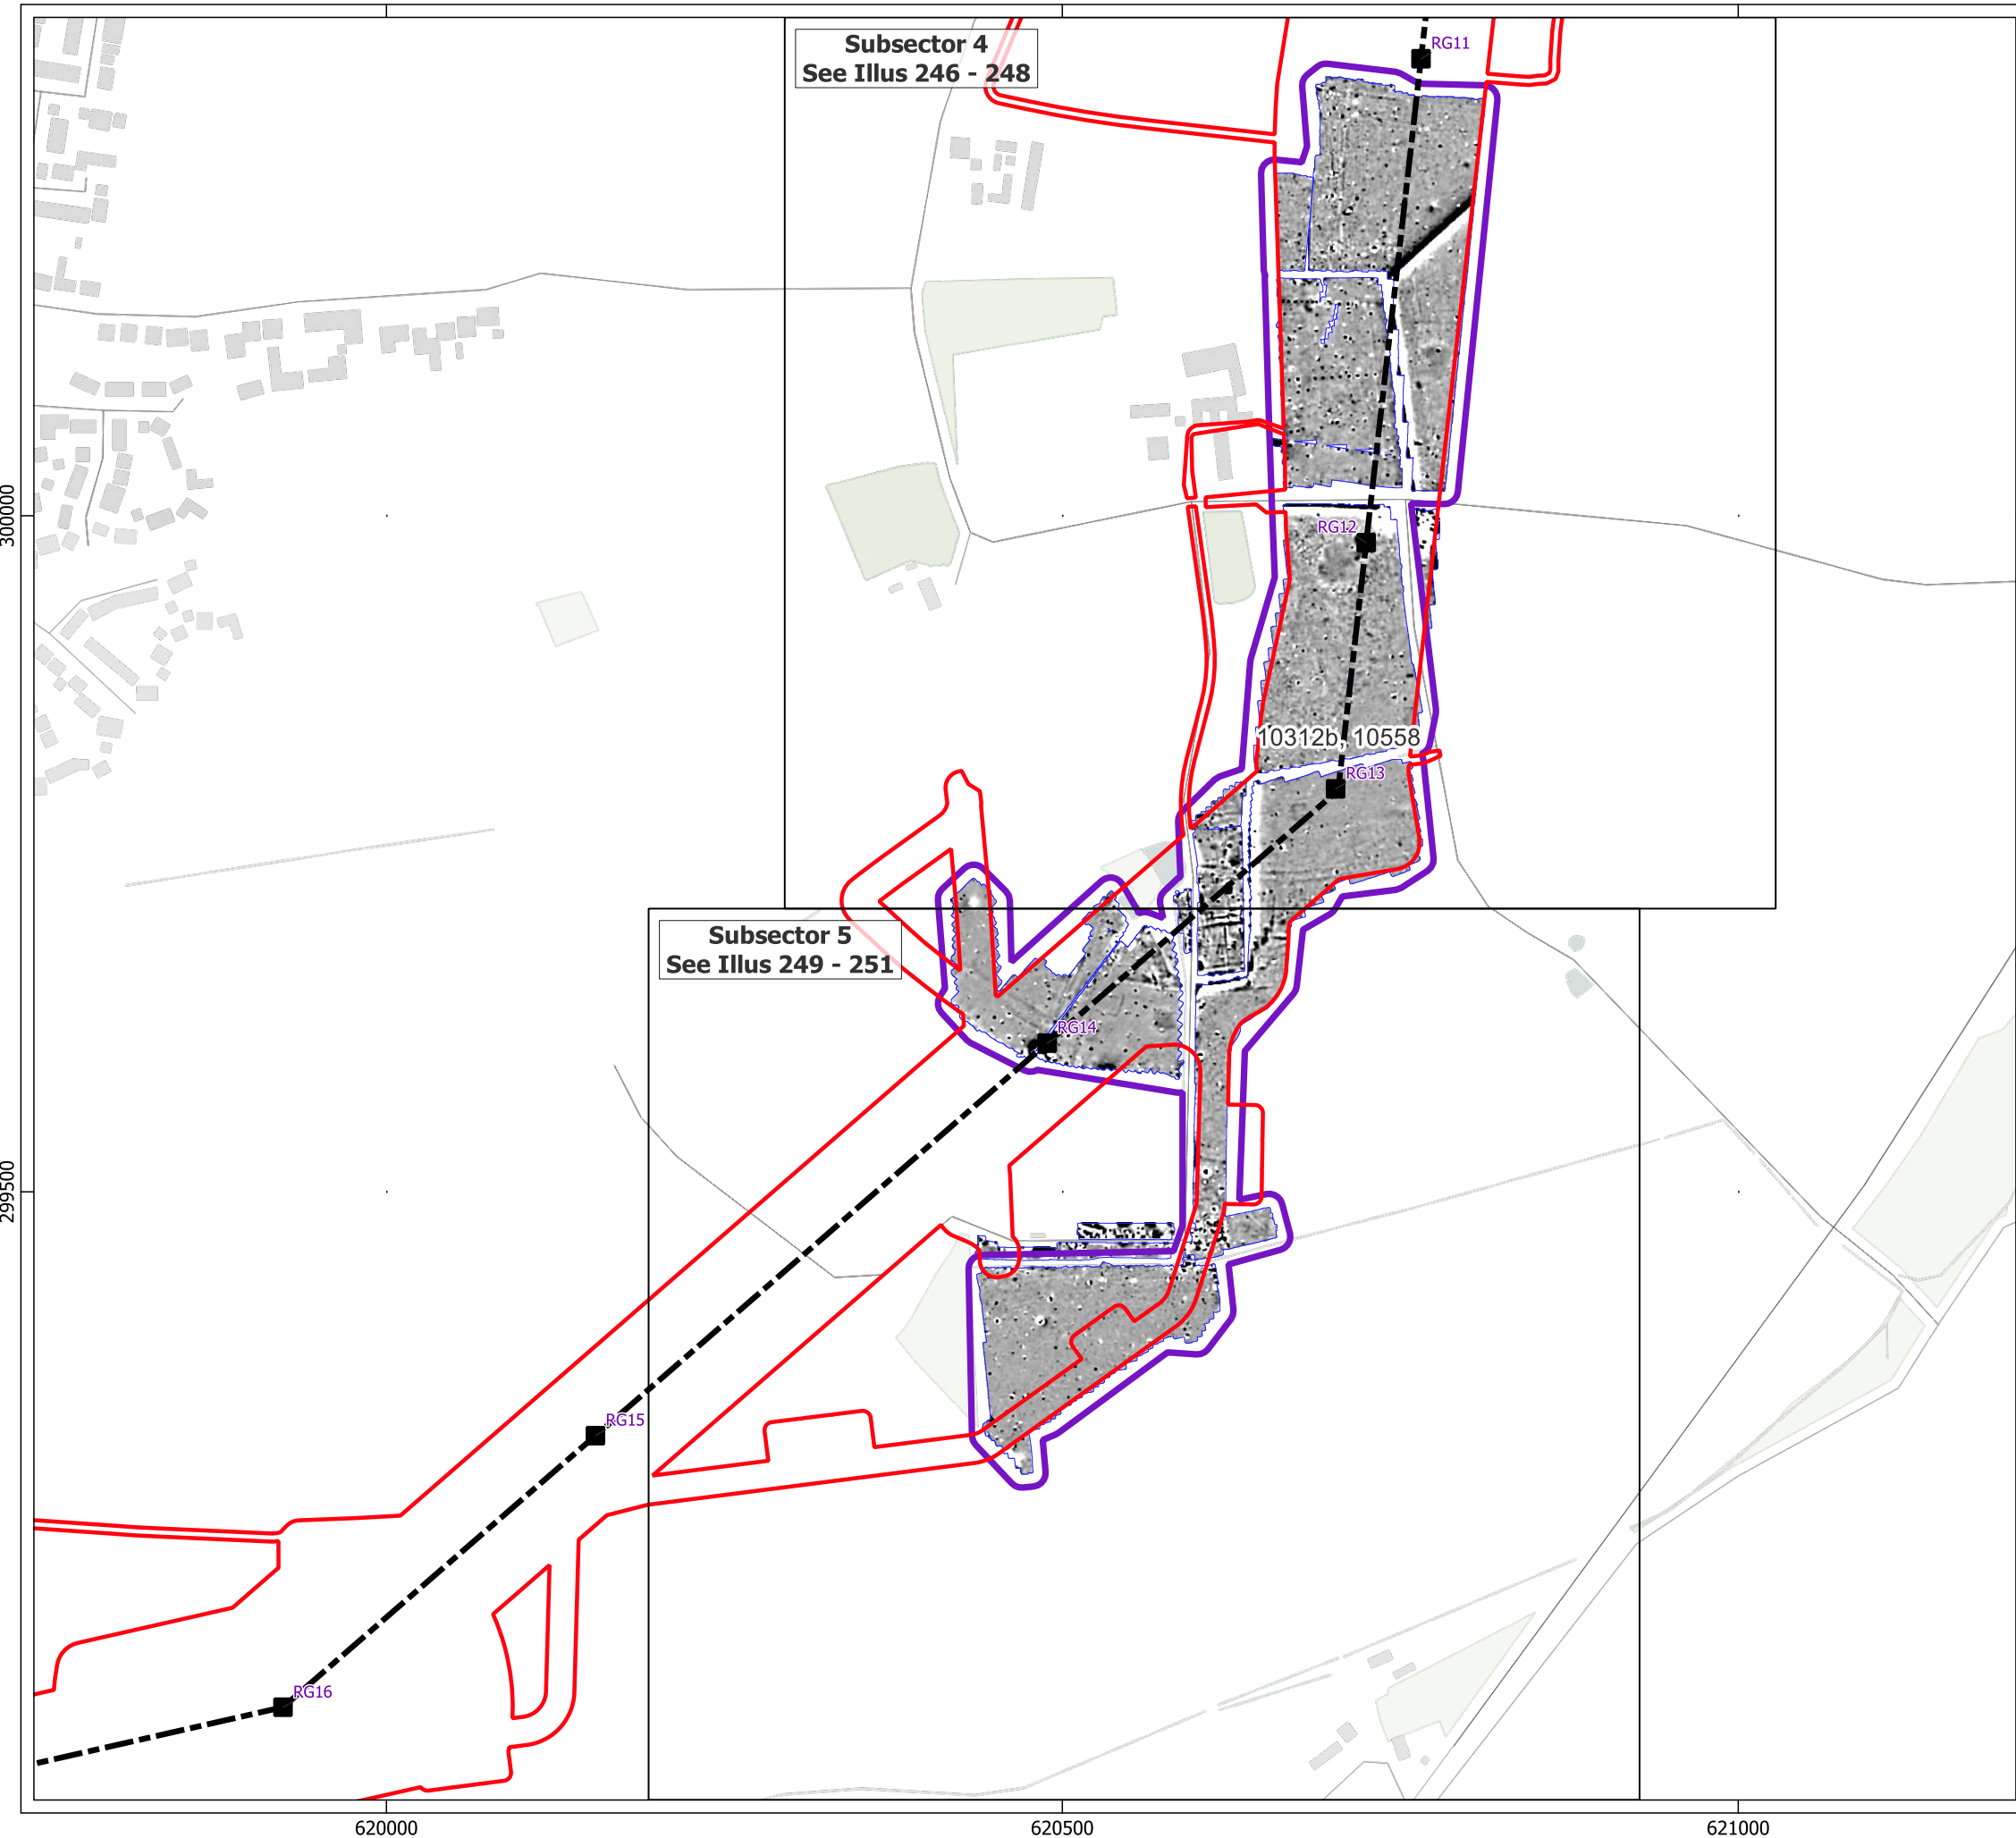 Subsector 4
See Illus 246 - 248
RG11
300000
RG12
10312b, 10558
RG13
Subsector 5
See Illus 249 - 251
RG14
299500
RG15
RG16
620000
620500
621000